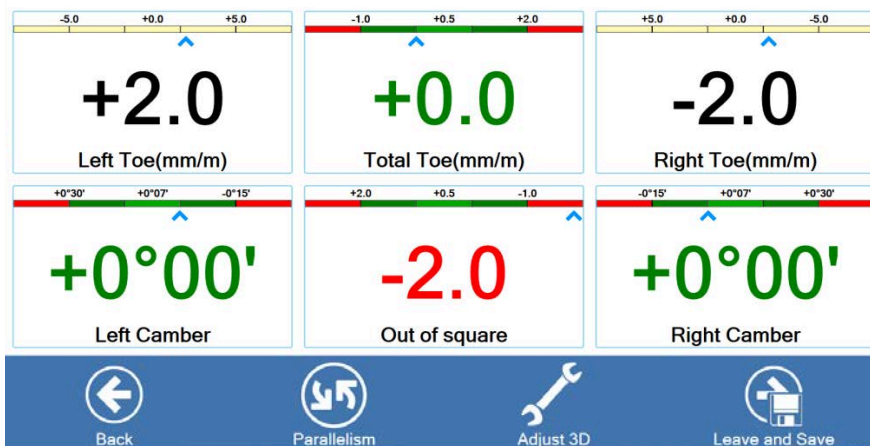 -5.0 +0.0 +5.0
-1.0 +0.5 +2.0
+5.0 +0.0 -5.0
+2.0
+0.0
-2.0
Left Toe(mm/m)
Total Toe(mm/m)
Right Toe(mm/m)
+0°30' +0°07' -0°15'
+2.0 +0.5 -1.0
-0°15' +0°07' +0°30'
+0°00'
-2.0
+0°00'
Left Camber
Out of square
Right Camber
Back
Parallelism
Adjust 3D
Leave and Save